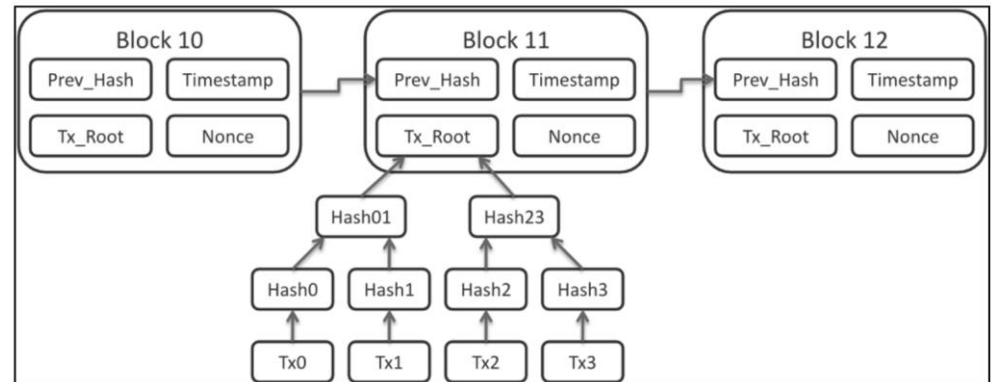 Block 10
Block 11
Block 12
Prev_Hash
Timestamp
Prev_Hash
Timestamp
Prev_Hash
Timestamp
Tx_Root
Nonce
Tx_Root
Nonce
Tx_Root
Nonce
Hash01
Hash23
Hash0
Hash1
Hash2
Hash3
Tx0
Tx1
Tx2
Tx3